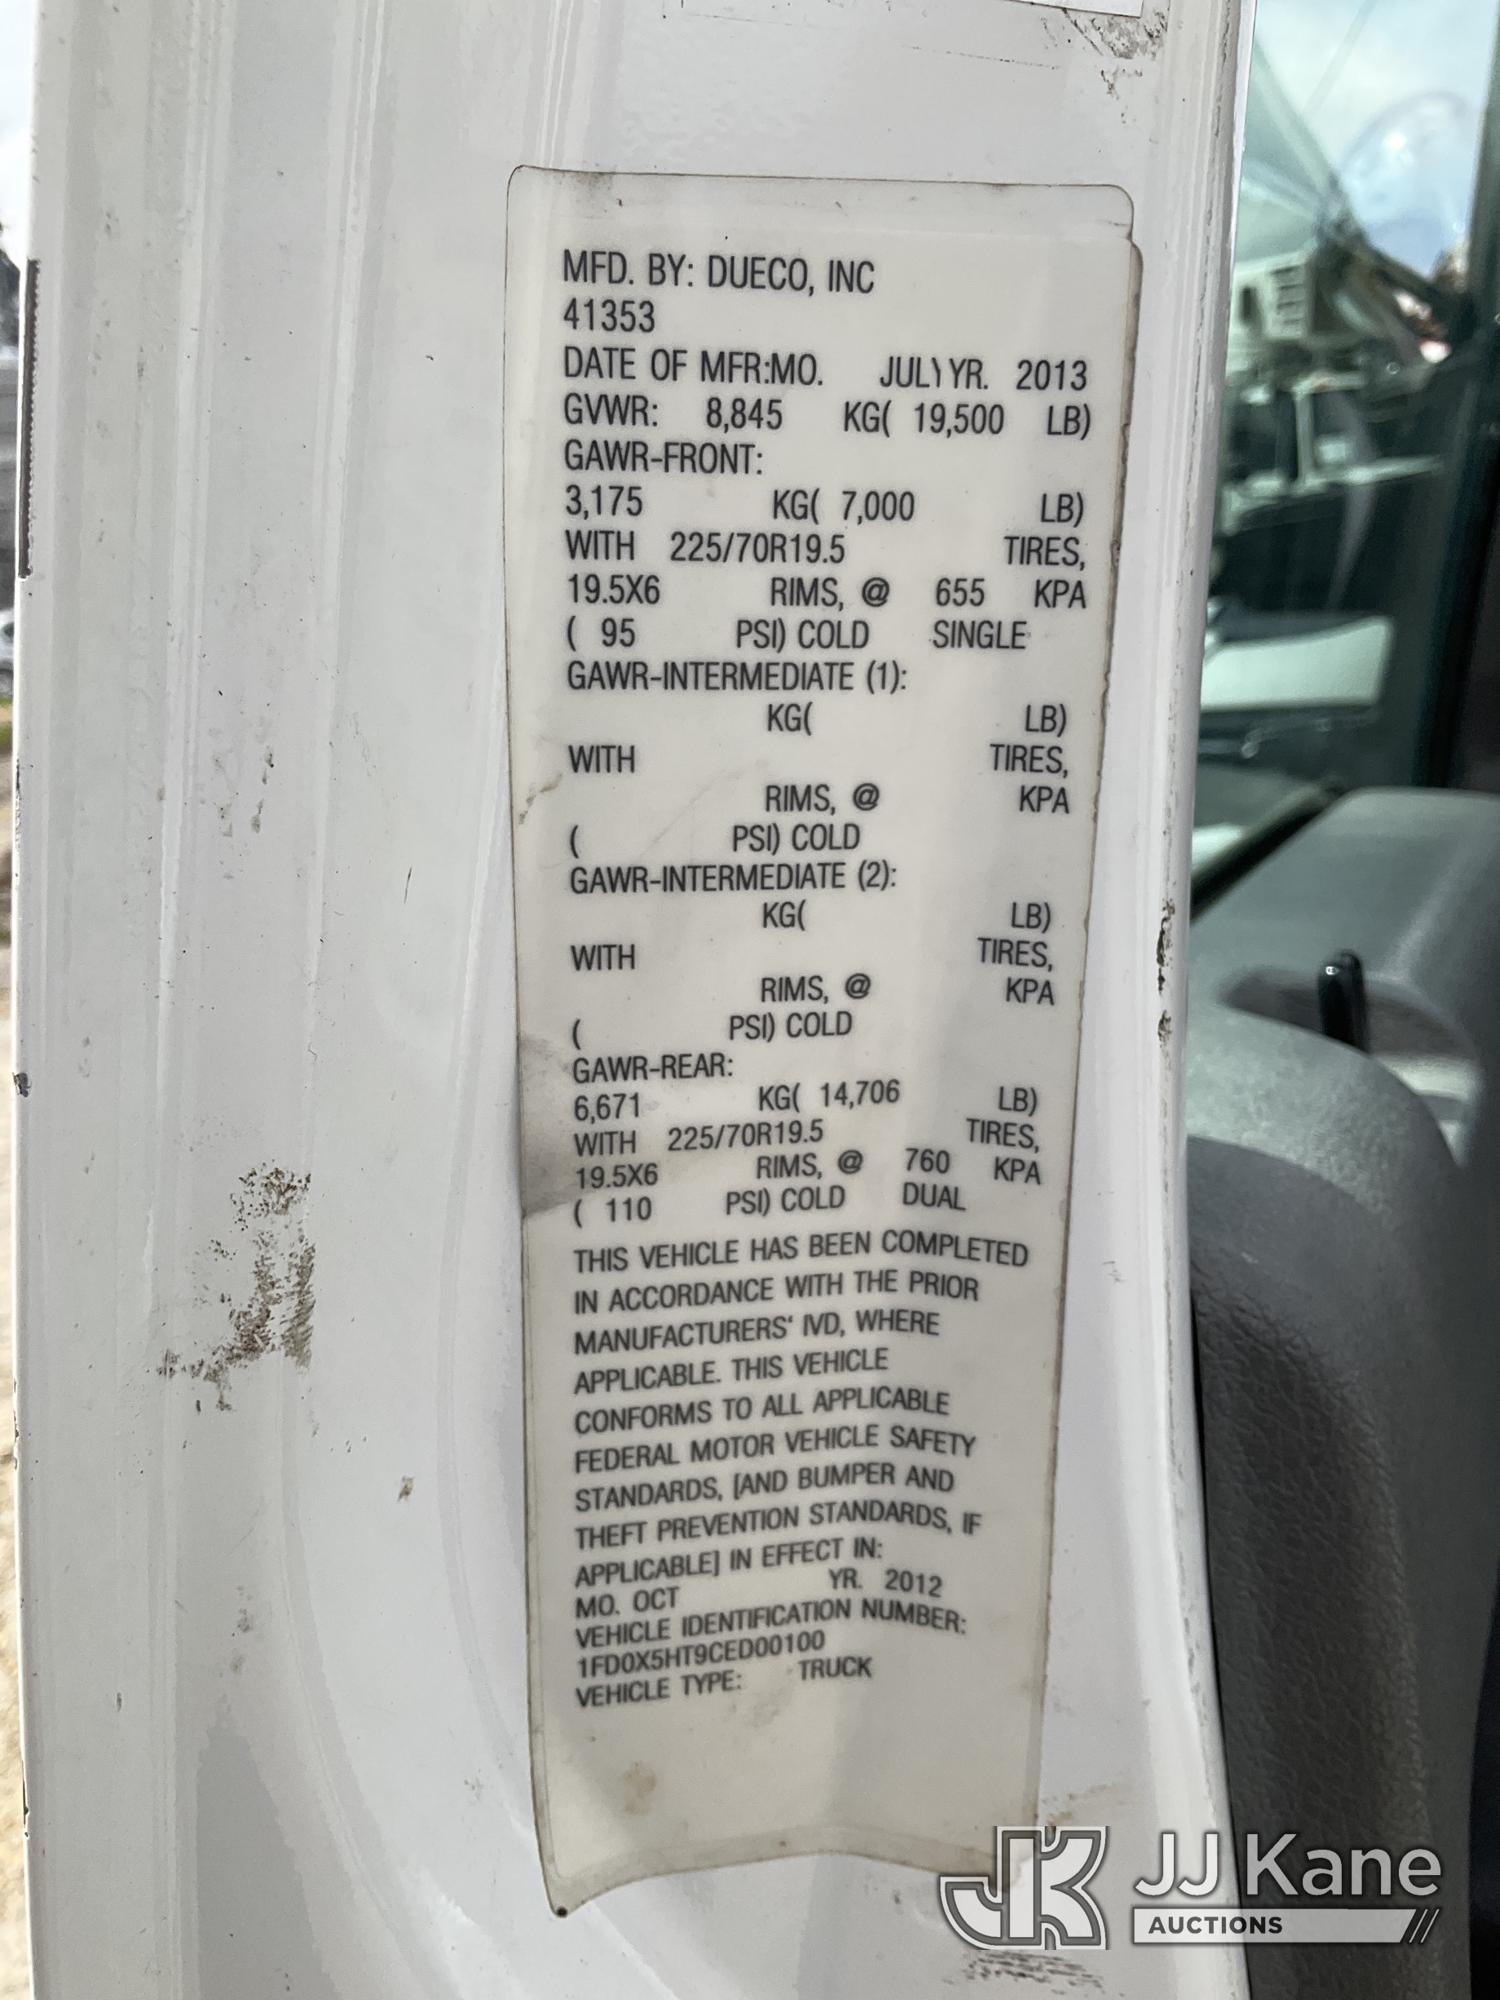 MFD. BY: DUECO, INC
41353
DATE OF MFR:MO. JULY YR. 2013
GVWR: 8,845 KG( 19,500 LB)
GAWR-FRONT:
3,175 KG( 7,000 LB)
WITH 225/70R19.5 TIRES,
19.5X6 RIMS, @ 655 KPA
( 95 PSI) COLD SINGLE
GAWR-INTERMEDIATE (1):
KG( LB)
WITH TIRES,
RIMS, @ KPA
( PSI) COLD
GAWR-INTERMEDIATE (2):
KG( LB)
WITH TIRES,
RIMS, @ KPA
( PSI) COLD
GAWR-REAR:
6,671 KG( 14,706 LB)
WITH 225/70R19.5 TIRES,
19.5X6 RIMS, @ 760 KPA
( 110 PSI) COLD DUAL
THIS VEHICLE HAS BEEN COMPLETED
IN ACCORDANCE WITH THE PRIOR
MANUFACTURERS' IVD, WHERE
APPLICABLE. THIS VEHICLE
CONFORMS TO ALL APPLICABLE
FEDERAL MOTOR VEHICLE SAFETY
STANDARDS, [AND BUMPER AND
THEFT PREVENTION STANDARDS, IF
APPLICABLE] IN EFFECT IN:
MO. OCT YR. 2012
VEHICLE IDENTIFICATION NUMBER:
1FD0X5HT9CED00100
VEHICLE TYPE: TRUCK
JK JJ Kane
AUCTIONS